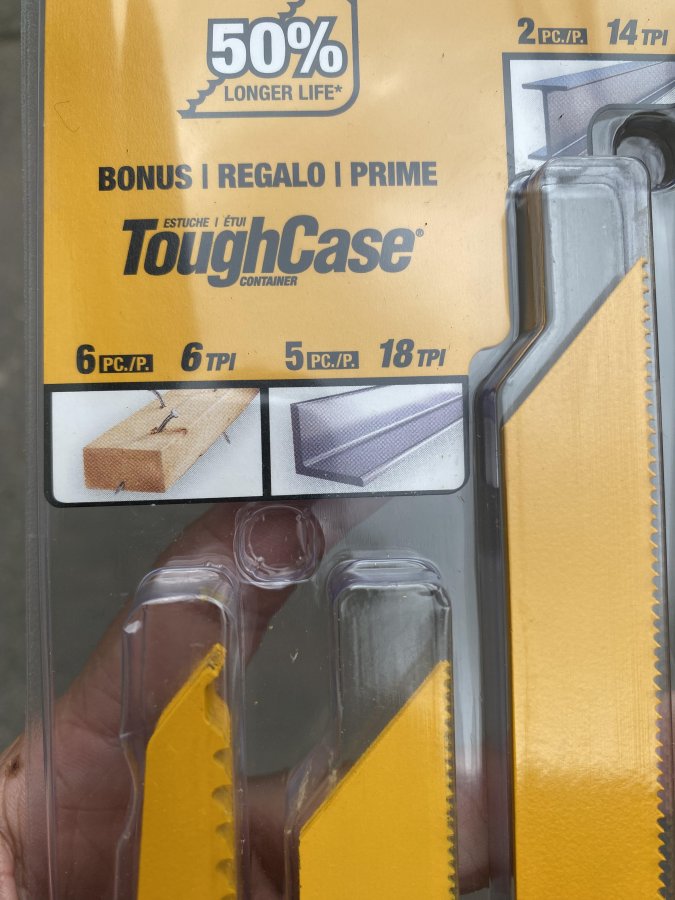 50%
LONGER LIFE*
2 PC./P. 14 TPI
BONUS | REGALO | PRIME
ESTUCHE | ÉTUI
ToughCase®
CONTAINER
6 PC./P. 6 TPI 5 PC./P. 18 TPI